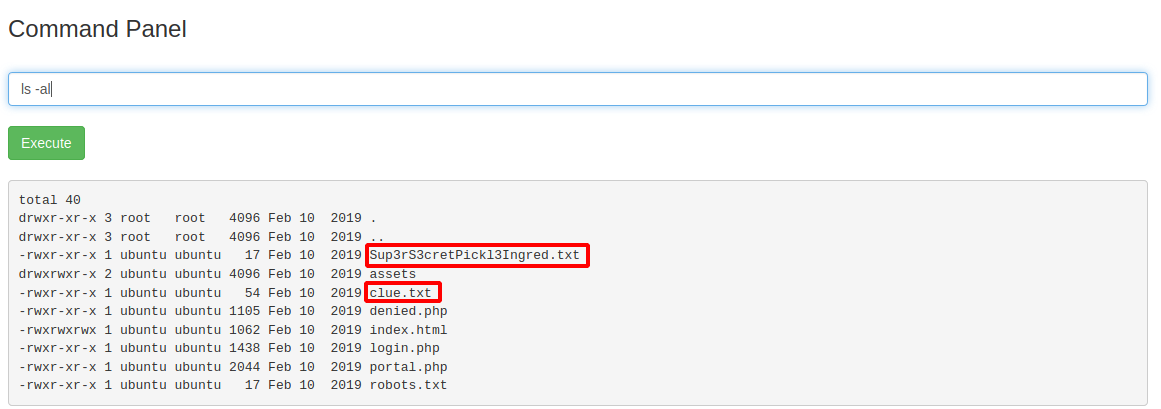 Command Panel
ls -al
Execute
total 40
drwxr-xr-x 3 root   root   4096 Feb 10  2019 .
drwxr-xr-x 3 root   root   4096 Feb 10  2019 ..
-rwxr-xr-x 1 ubuntu ubuntu   17 Feb 10  2019 Sup3rS3cretPickl3Ingred.txt
drwxrwxr-x 2 ubuntu ubuntu 4096 Feb 10  2019 assets
-rwxr-xr-x 1 ubuntu ubuntu   54 Feb 10  2019 clue.txt
-rwxr-xr-x 1 ubuntu ubuntu 1105 Feb 10  2019 denied.php
-rwxrwxrwx 1 ubuntu ubuntu 1062 Feb 10  2019 index.html
-rwxr-xr-x 1 ubuntu ubuntu 1438 Feb 10  2019 login.php
-rwxr-xr-x 1 ubuntu ubuntu 2044 Feb 10  2019 portal.php
-rwxr-xr-x 1 ubuntu ubuntu   17 Feb 10  2019 robots.txt